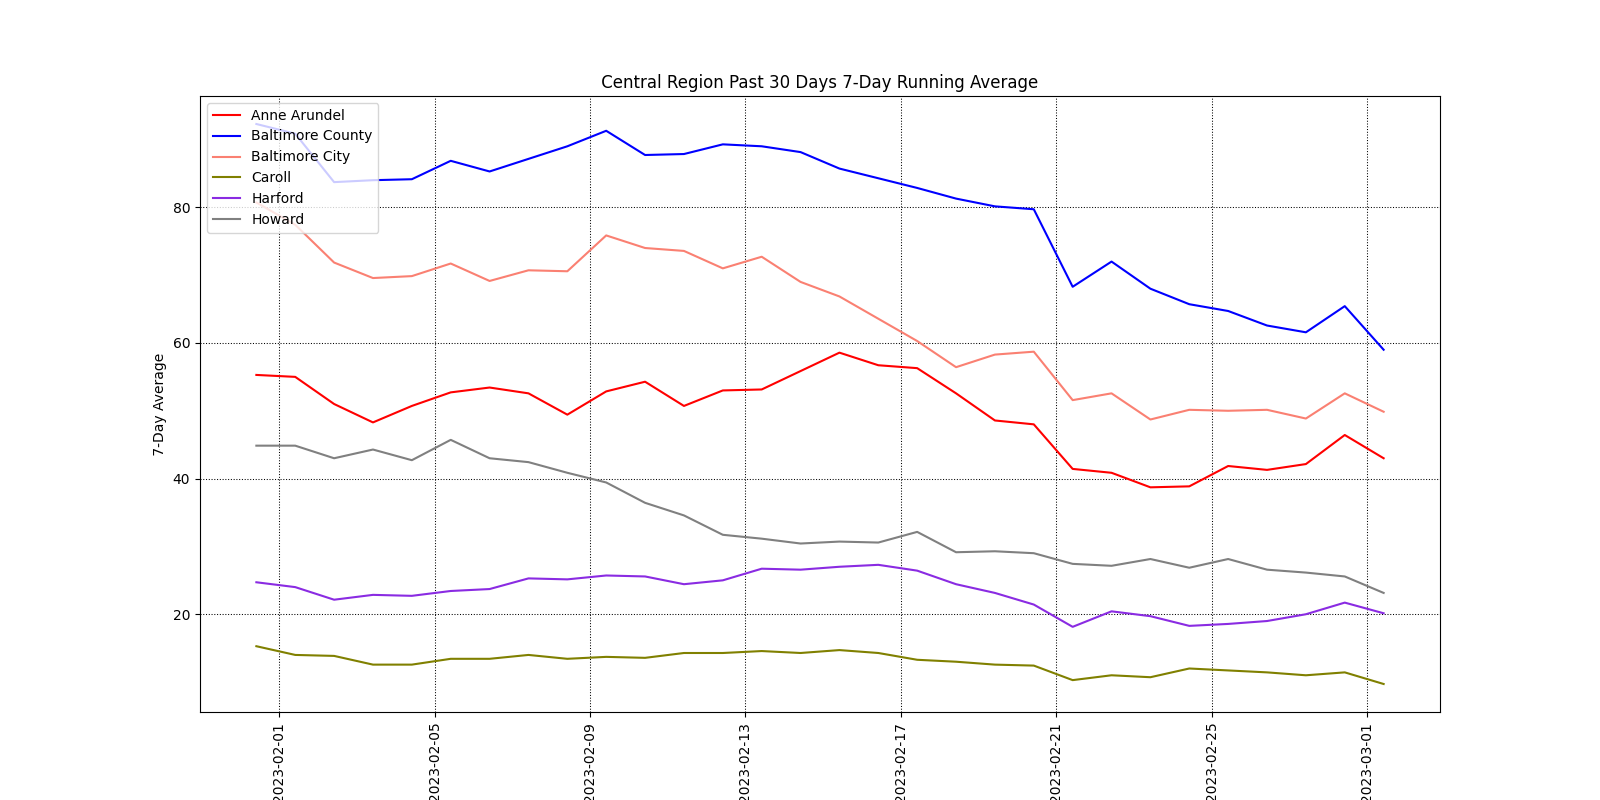 Central Region Past 30 Days 7-Day Running Average
Anne Arundel
Baltimore County
Baltimore City
Caroll
Harford
Howard
7-Day Average
80
60
40
20
2023-02-01
2023-02-05
2023-02-09
2023-02-13
2023-02-17
2023-02-21
2023-02-25
2023-03-01